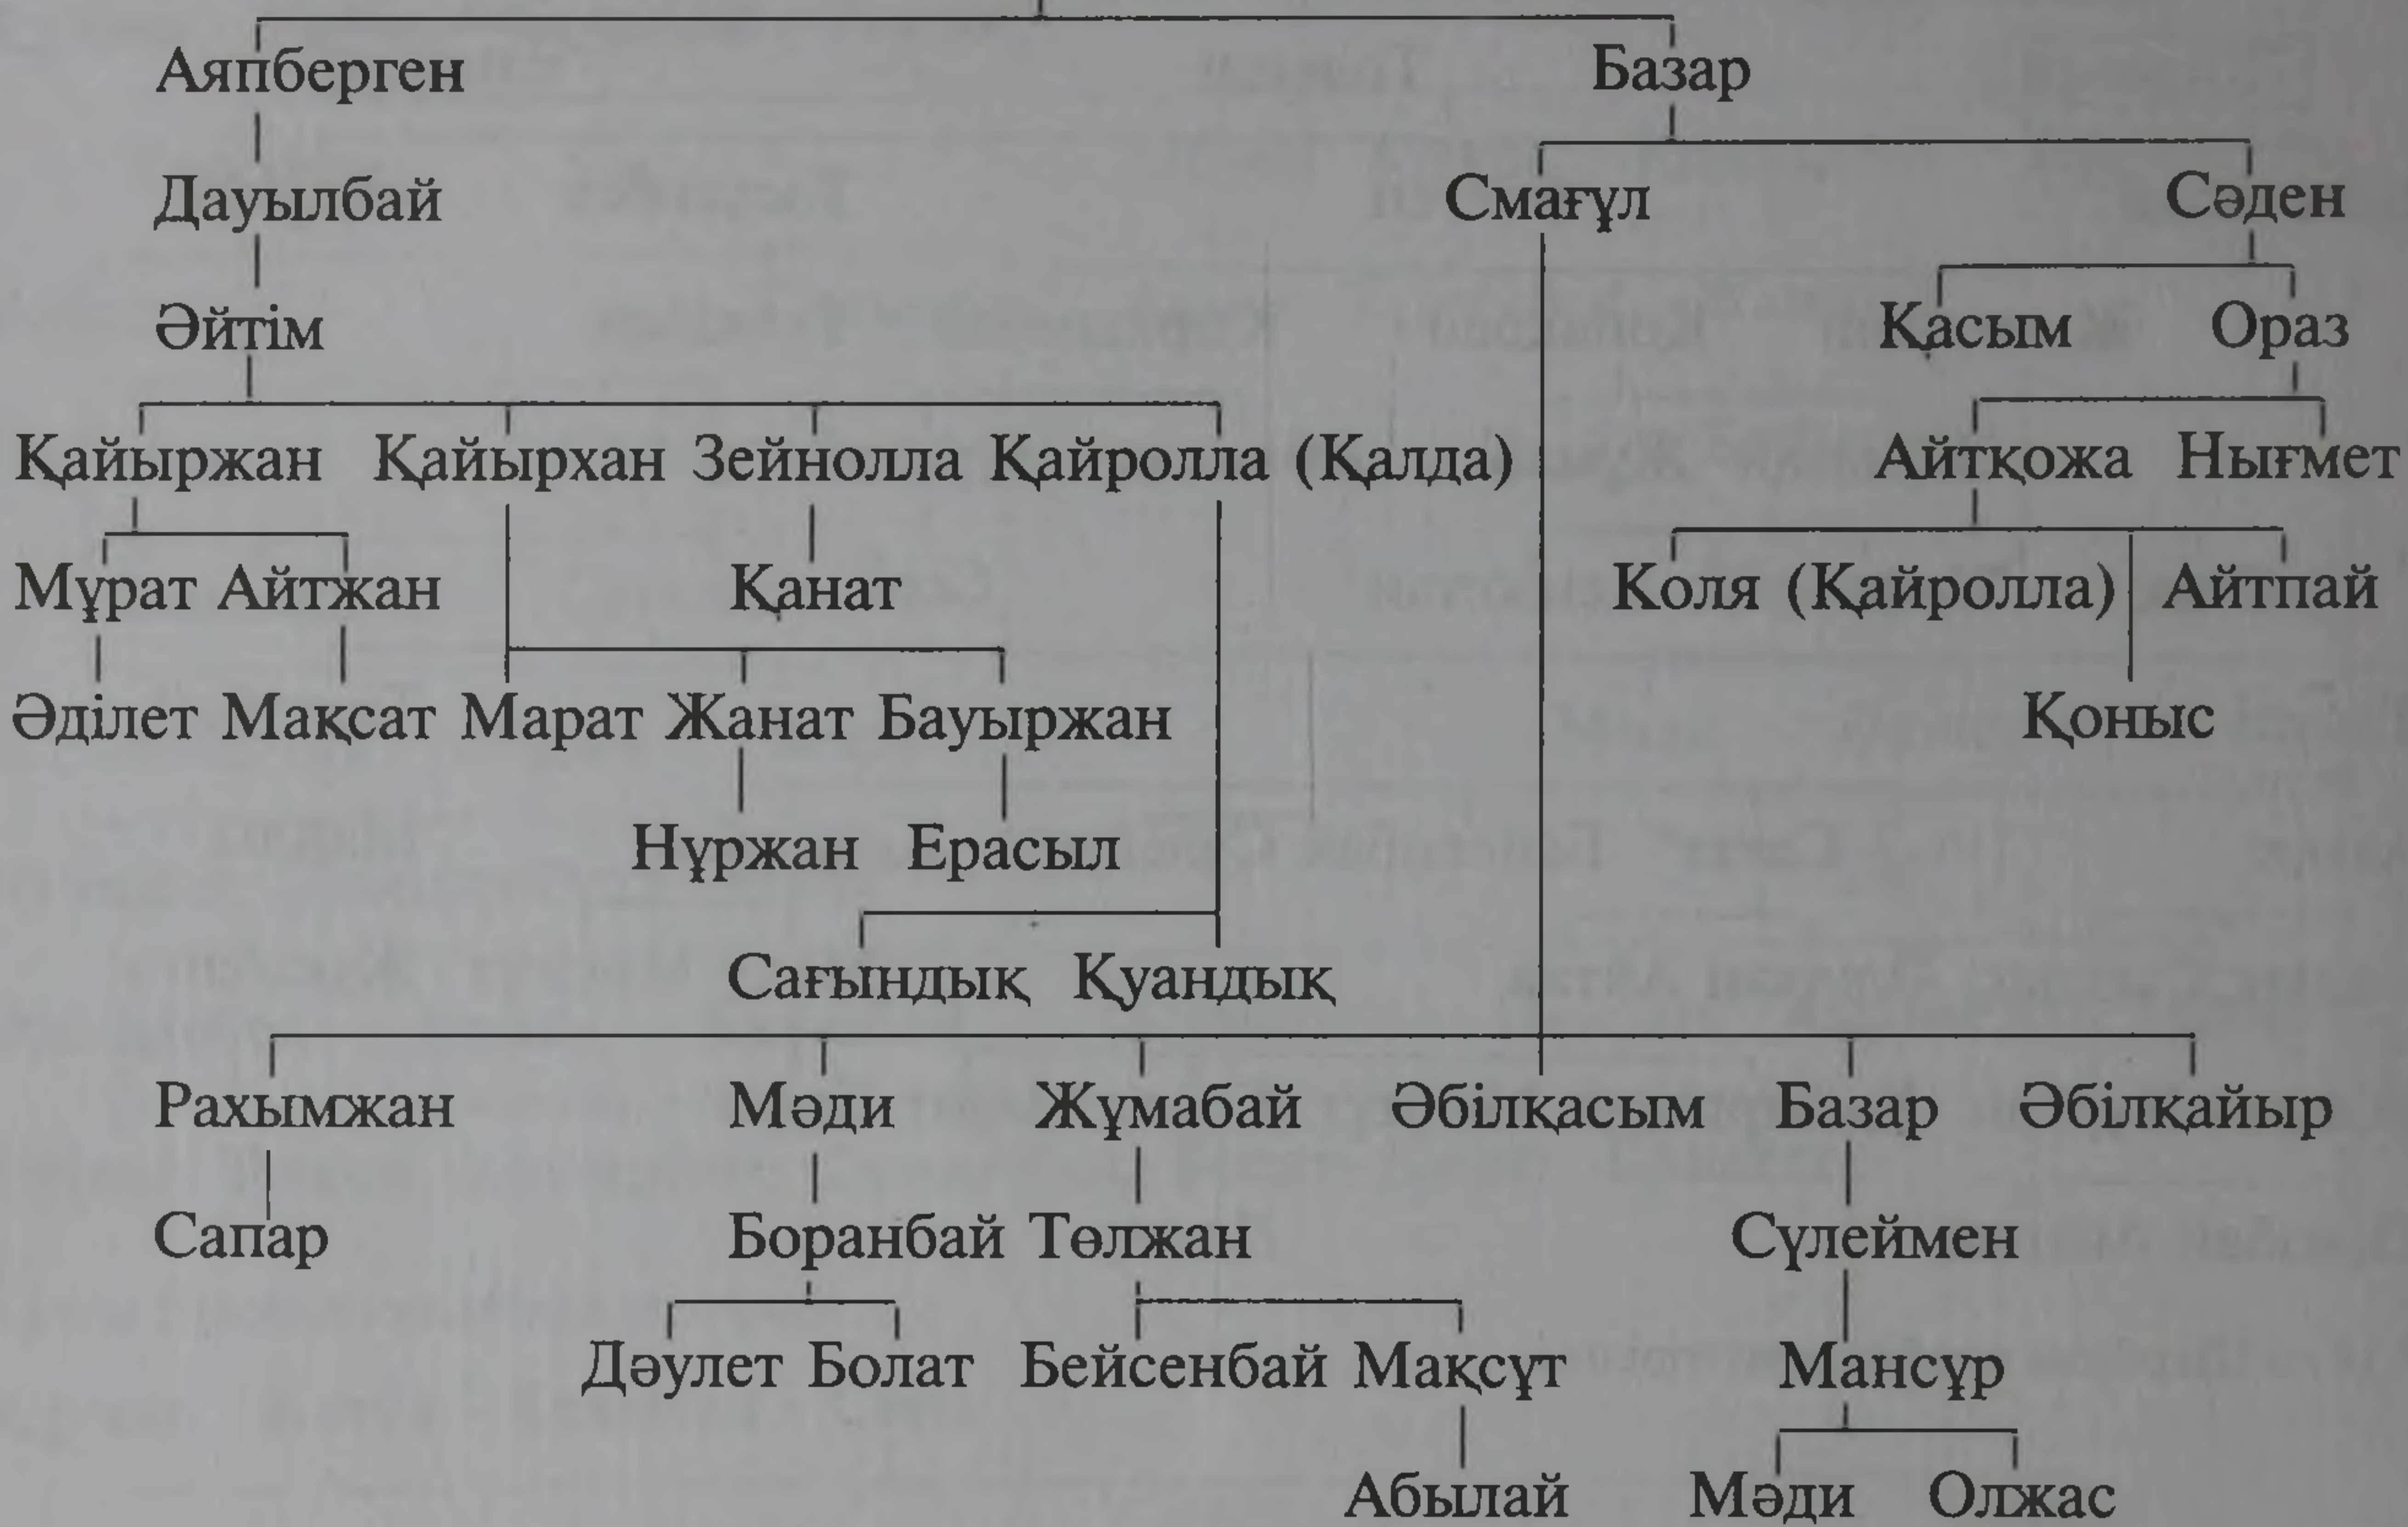 Аяпберген Базар
Дауылбай Смағұл Сәден
Әйтім Қасым Ораз
Қайыржан Қайырхан Зейнолла Қайролла (Қалда) Айтқожа Нығмет
Мұрат Айтжан Қанат Коля (Қайролла) Айтпай
Әділет Мақсат Марат Жанат Бауыржан Қоныс
Нұржан Ерасыл
Сағындық Қуандық
Рахымжан Мәди Жұмабай Әбілқасым Базар Әбілқайыр
Сапар Боранбай Төлжан Сүлеймен
Дәулет Болат Бейсенбай Мақсұт Мансұр
Абылай Мәди Олжас